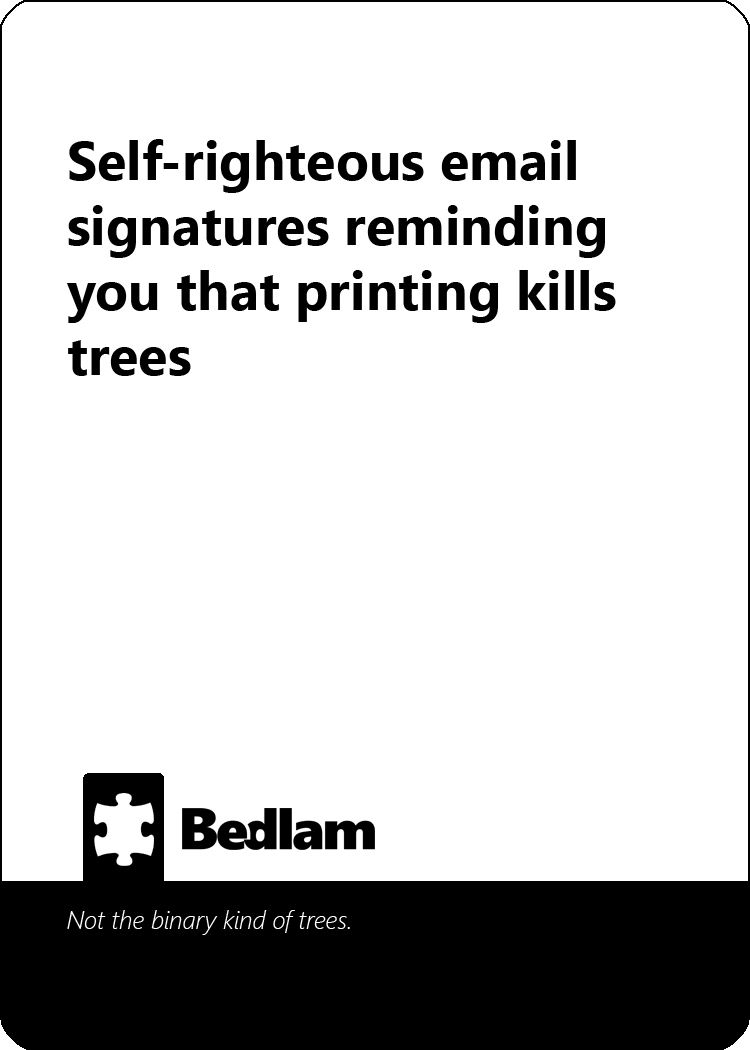 Self-righteous email
signatures reminding
you that printing kills
trees
Bedlam
Not the binary kind of trees.